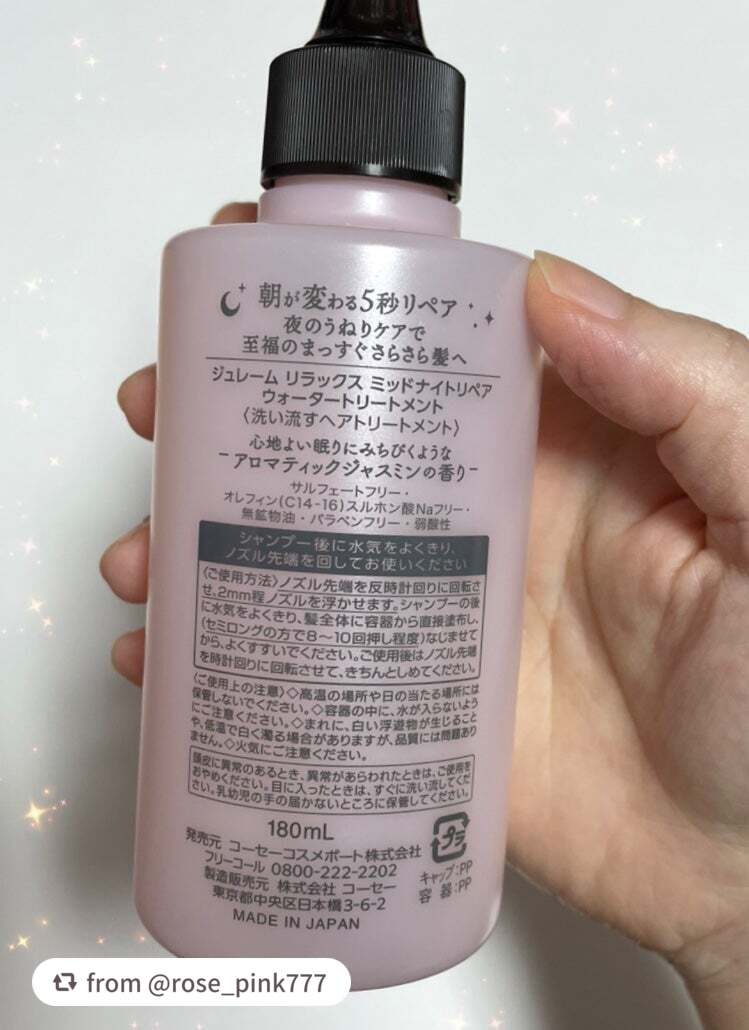 朝が変わる5秒リペア
夜のうねりケアで
至福のまっすぐさらさら髪へ
ジュレーム リラックス ミッドナイトリペア
ウォータートリートメント
〈洗い流すヘアトリートメント〉
心地よい眠りにみちびくような
-アロマティックジャスミンの香り-
サルフェートフリー・
オレフィン(C14-16)スルホン酸Naフリー・
無鉱物油・パラベンフリー・弱酸性
シャンプー後に水気をよくきり、
ノズル先端を回してお使いください
〈ご使用方法〉ノズル先端を反時計回りに回転さ
せ、2mm程ノズルを浮かせます。シャンプーの後
に水気をよくきり、髪全体に容器から直接塗布し、
(セミロングの方で8〜10回押し程度)なじませて
から、よくすすいでください。ご使用後はノズル先端
を時計回りに回転させて、きちんとしめてください。
〈ご使用上の注意〉◇高温の場所や日の当たる場所には
保管しないでください。◇容器の中に、水が入らないよう
にご注意ください。◇まれに、白い浮遊物が生じること
や、低温で白く濁る場合がありますが、品質には問題あり
ません。◇火気にご注意ください。
頭皮に異常のあるとき、異常があらわれたときは、ご使用を
おやめください。目に入ったときは、すぐに洗い流してくだ
さい。乳幼児の手の届かないところに保管してください。
180mL
発売元 コーセーコスメポート株式会社
フリーコール 0800-222-2202
製造販売元 株式会社 コーセー
東京都中央区日本橋3-6-2
MADE IN JAPAN
プラ
キャップ:PP
容器:PP
from @rose_pink777